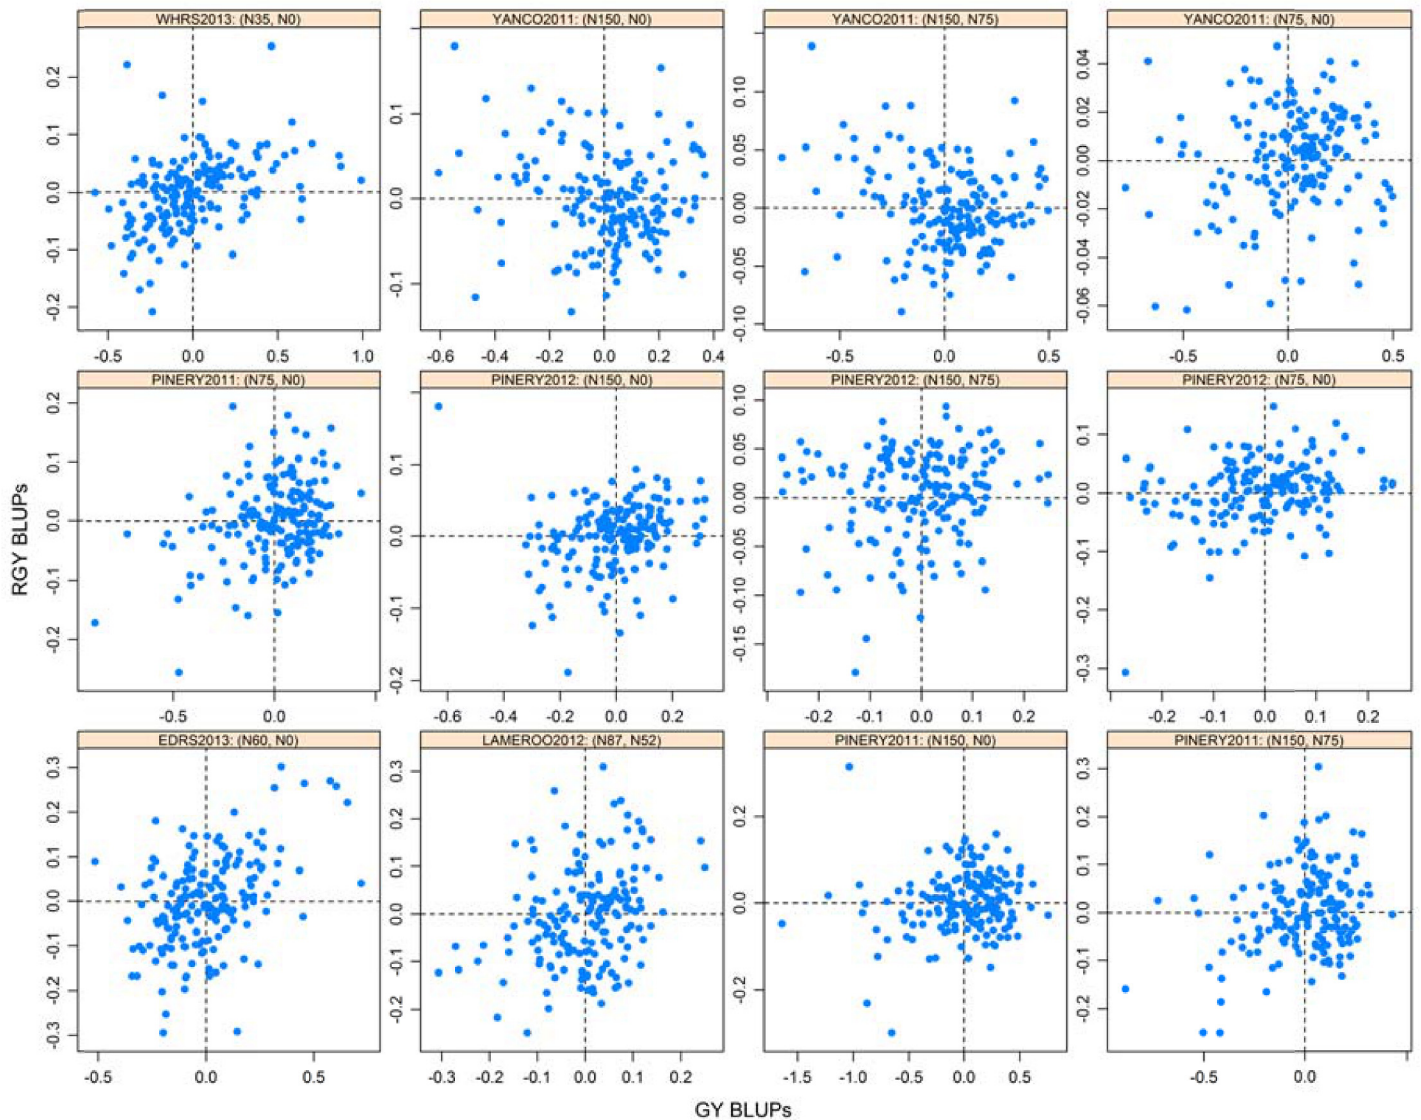 WHRS2013: (N35, N0) YANCO2011: (N150, N0) YANCO2011: (N150, N75) YANCO2011: (N75, N0)
0.2 0.1 0.0 -0.1 -0.2
0.1 0.0 -0.1
0.10 0.05 0.00 -0.05 -0.10
0.04 0.02 0.00 -0.02 -0.04 -0.06
-0.5 0.0 0.5 1.0 -0.6 -0.4 -0.2 0.0 0.2 0.4 -0.5 0.0 0.5 -0.5 0.0 0.5
PINERY2011: (N75, N0) PINERY2012: (N150, N0) PINERY2012: (N150, N75) PINERY2012: (N75, N0)
RGY BLUPs
0.2 0.1 0.0 -0.1 -0.2
0.1 0.0 -0.1 -0.2
0.10 0.05 0.00 -0.05 -0.10 -0.15
0.1 0.0 -0.1 -0.2 -0.3
-0.5 0.0 -0.6 -0.4 -0.2 0.0 0.2 -0.2 -0.1 0.0 0.1 0.2 -0.2 -0.1 0.0 0.1 0.2
EDRS2013: (N60, N0) LAMEROO2012: (N87, N52) PINERY2011: (N150, N0) PINERY2011: (N150, N75)
0.3 0.2 0.1 0.0 -0.1 -0.2 -0.3
0.3 0.2 0.1 0.0 -0.1 -0.2
0.2 0.0 -0.2
0.3 0.2 0.1 0.0 -0.1 -0.2
-0.5 0.0 0.5 -0.3 -0.2 -0.1 0.0 0.1 0.2 -1.5 -1.0 -0.5 0.0 0.5 -0.5 0.0
GY BLUPs